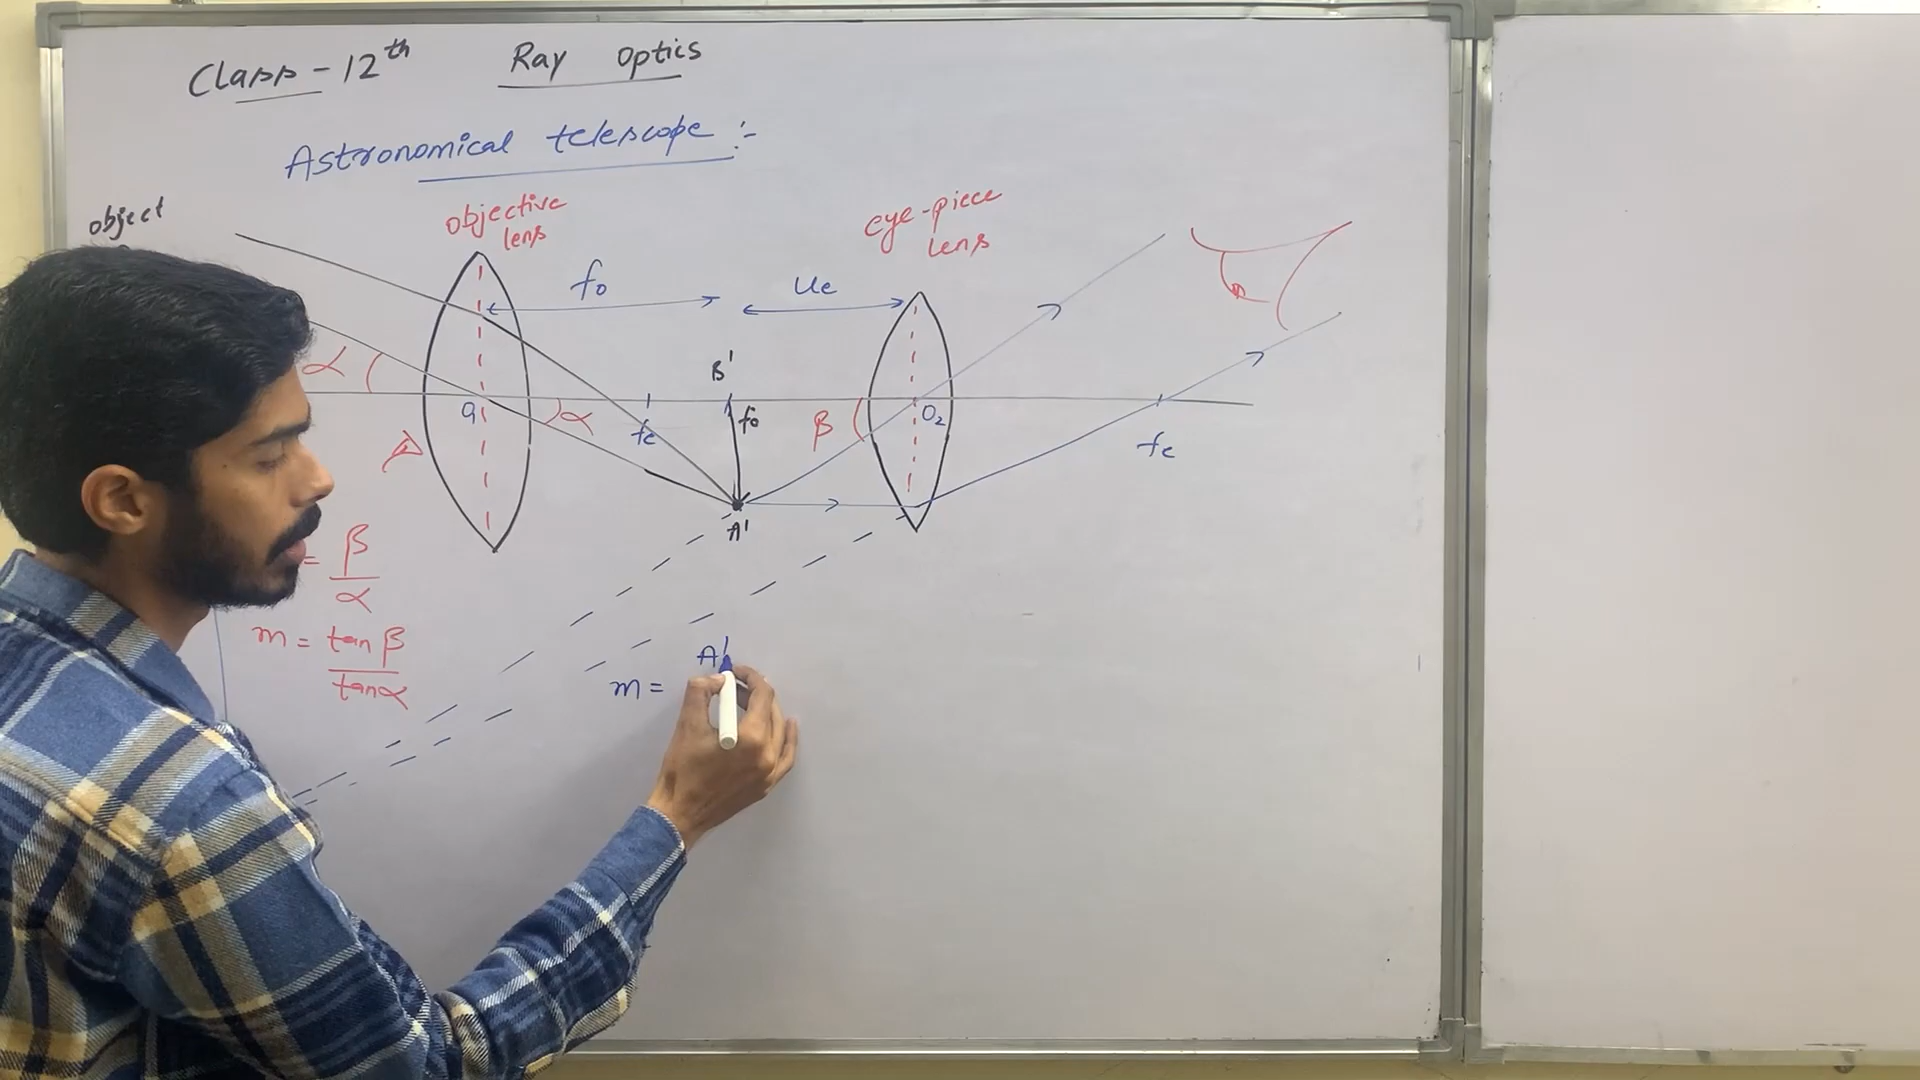 Class - 12th Ray Optics
Astronomical telescope :-
object
objective
lens
eye-piece
lens
fo
ue
B'
α
O1
α
fe
fo
β
O2
fe
A'
= β
α
m = tan β
tan α
A'
m =